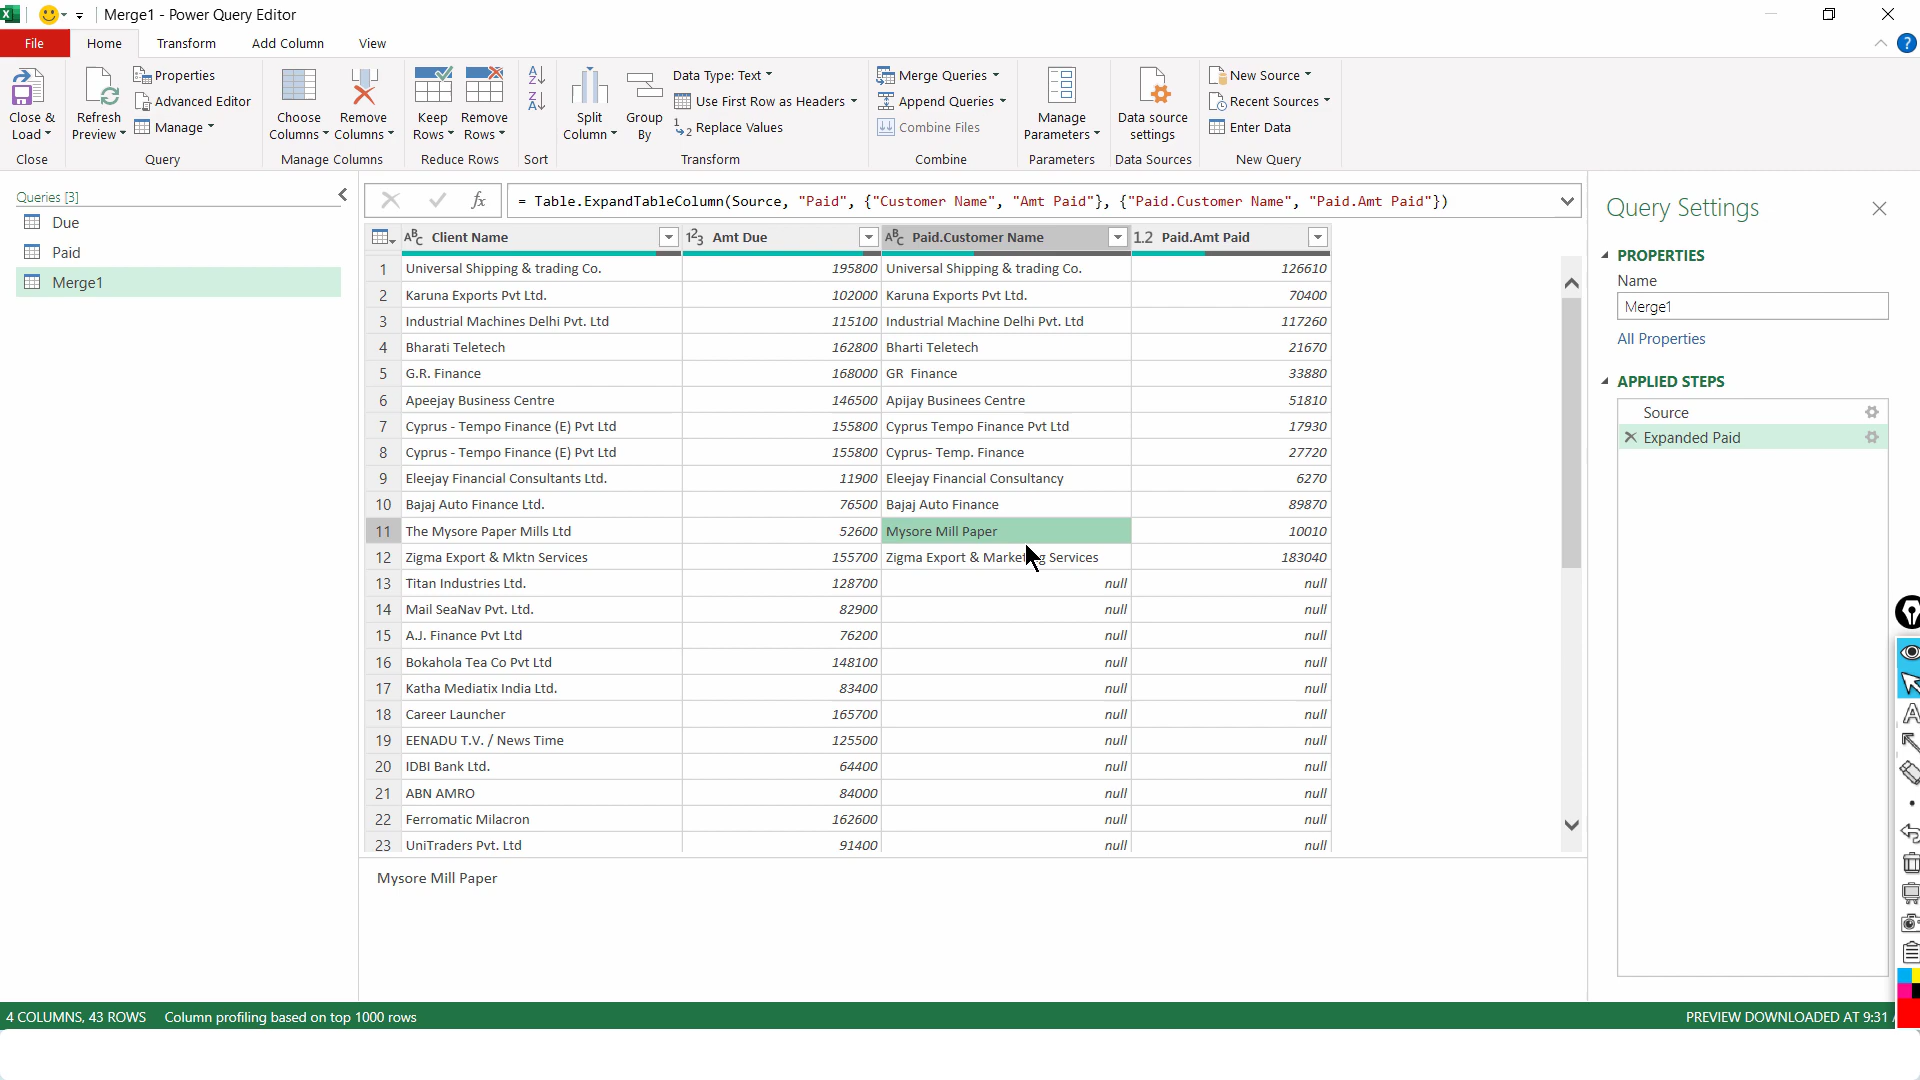 Merge1 - Power Query Editor
File Home Transform Add Column View
Close & Load
Close
Refresh Preview
Properties
Advanced Editor
Manage
Query
Choose Columns
Remove Columns
Manage Columns
Keep Rows
Remove Rows
Reduce Rows
Sort
Split Column
Group By
Data Type: Text
Use First Row as Headers
Replace Values
Transform
Merge Queries
Append Queries
Combine Files
Combine
Manage Parameters
Parameters
Data source settings
Data Sources
New Source
Recent Sources
Enter Data
New Query
Queries [3]
Due
Paid
Merge1
fx = Table.ExpandTableColumn(Source, "Paid", {"Customer Name", "Amt Paid"}, {"Paid.Customer Name", "Paid.Amt Paid"})
ABC Client Name 123 Amt Due ABC Paid.Customer Name 1.2 Paid.Amt Paid
1 Universal Shipping & trading Co. 195800 Universal Shipping & trading Co. 126610
2 Karuna Exports Pvt Ltd. 102000 Karuna Exports Pvt Ltd. 70400
3 Industrial Machines Delhi Pvt. Ltd 115100 Industrial Machine Delhi Pvt. Ltd 117260
4 Bharati Teletech 162800 Bharti Teletech 21670
5 G.R. Finance 168000 GR  Finance 33880
6 Apeejay Business Centre 146500 Apijay Businees Centre 51810
7 Cyprus - Tempo Finance (E) Pvt Ltd 155800 Cyprus Tempo Finance Pvt Ltd 17930
8 Cyprus - Tempo Finance (E) Pvt Ltd 155800 Cyprus- Temp. Finance 27720
9 Eleejay Financial Consultants Ltd. 11900 Eleejay Financial Consultancy 6270
10 Bajaj Auto Finance Ltd. 76500 Bajaj Auto Finance 89870
11 The Mysore Paper Mills Ltd 52600 Mysore Mill Paper 10010
12 Zigma Export & Mktn Services 155700 Zigma Export & Marketing Services 183040
13 Titan Industries Ltd. 128700 null null
14 Mail SeaNav Pvt. Ltd. 82900 null null
15 A.J. Finance Pvt Ltd 76200 null null
16 Bokahola Tea Co Pvt Ltd 148100 null null
17 Katha Mediatix India Ltd. 83400 null null
18 Career Launcher 165700 null null
19 EENADU T.V. / News Time 125500 null null
20 IDBI Bank Ltd. 64400 null null
21 ABN AMRO 84000 null null
22 Ferromatic Milacron 162600 null null
23 UniTraders Pvt. Ltd 91400 null null
Mysore Mill Paper
Query Settings
PROPERTIES
Name
Merge1
All Properties
APPLIED STEPS
Source
Expanded Paid
4 COLUMNS, 43 ROWS Column profiling based on top 1000 rows
PREVIEW DOWNLOADED AT 9:31